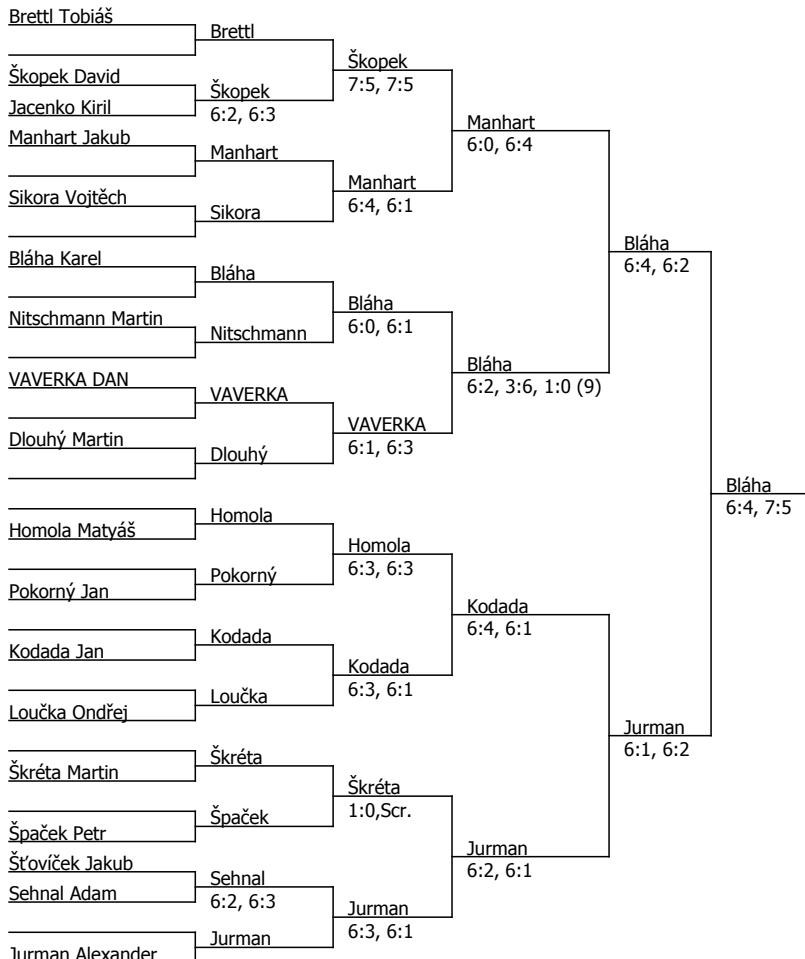 Brettl Tobiáš
Škopek David
Jacenko Kiril
Manhart Jakub
Sikora Vojtěch
Bláha Karel
Nitschmann Martin
VAVERKA DAN
Dlouhý Martin
Homola Matyáš
Pokorný Jan
Kodada Jan
Loučka Ondřej
Škréta Martin
Špaček Petr
Šťovíček Jakub
Sehnal Adam
Jurman Alexander
Brettl
Škopek
6:2, 6:3
Manhart
Sikora
Bláha
Nitschmann
VAVERKA
Dlouhý
Homola
Pokorný
Kodada
Loučka
Škréta
Špaček
Sehnal
6:2, 6:3
Jurman
Škopek
7:5, 7:5
Manhart
6:4, 6:1
Bláha
6:0, 6:1
VAVERKA
6:1, 6:3
Homola
6:3, 6:3
Kodada
6:3, 6:1
Škréta
1:0,Scr.
Jurman
6:3, 6:1
Manhart
6:0, 6:4
Bláha
6:2, 3:6, 1:0 (9)
Kodada
6:4, 6:1
Jurman
6:2, 6:1
Bláha
6:4, 6:2
Jurman
6:1, 6:2
Bláha
6:4, 7:5